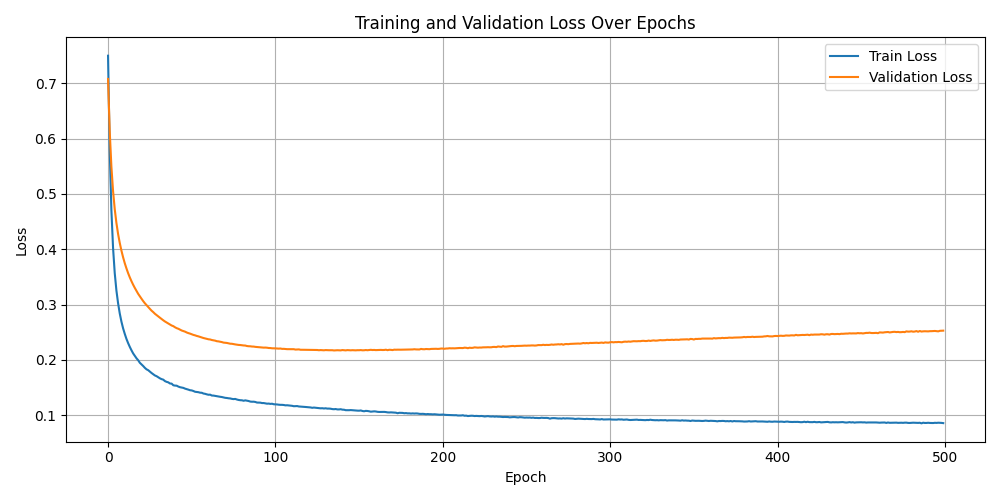 Training and Validation Loss Over Epochs
Train Loss
Validation Loss
Loss
0.7
0.6
0.5
0.4
0.3
0.2
0.1
0 100 200 300 400 500
Epoch